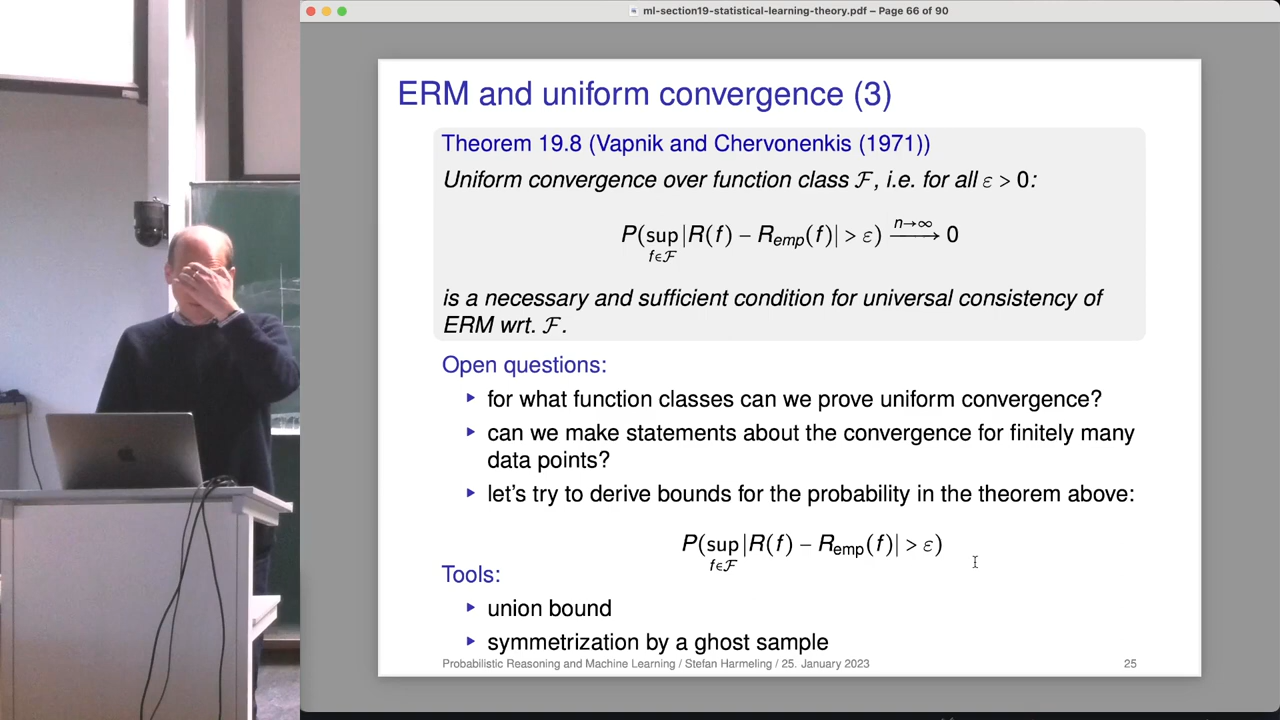 ml-section19-statistical-learning-theory.pdf – Page 66 of 90
ERM and uniform convergence (3)
Theorem 19.8 (Vapnik and Chervonenkis (1971))
Uniform convergence over function class ℱ, i.e. for all ε > 0:
P(sup_{f∈ℱ} |R(f) − R_emp(f)| > ε) \xrightarrow{n→∞} 0
is a necessary and sufficient condition for universal consistency of
ERM wrt. ℱ.
Open questions:
▸ for what function classes can we prove uniform convergence?
▸ can we make statements about the convergence for finitely many
data points?
▸ let's try to derive bounds for the probability in the theorem above:
P(sup_{f∈ℱ} |R(f) − R_emp(f)| > ε)
Tools:
▸ union bound
▸ symmetrization by a ghost sample
Probabilistic Reasoning and Machine Learning / Stefan Harmeling / 25. January 2023 25